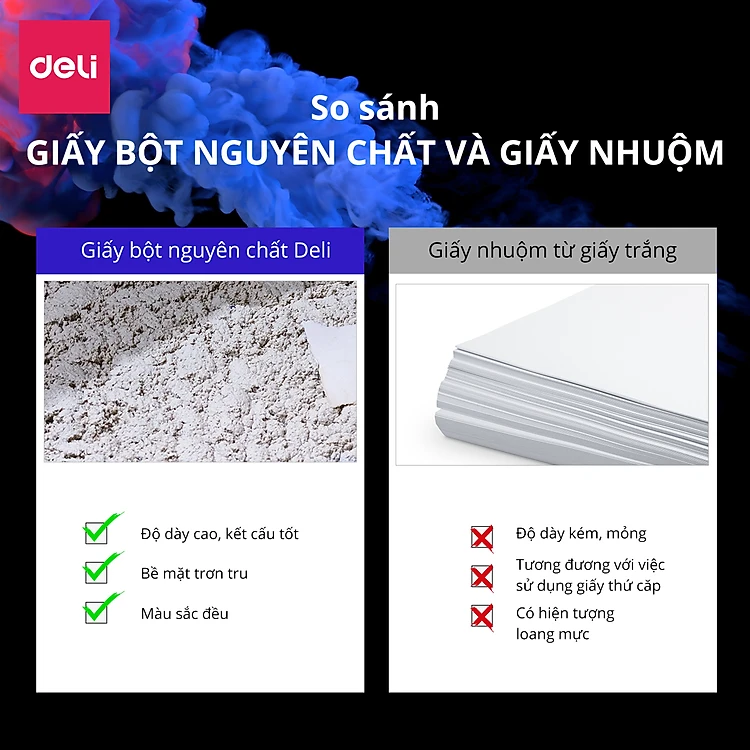 deli
So sánh
GIẤY BỘT NGUYÊN CHẤT VÀ GIẤY NHUỘM
Giấy bột nguyên chất Deli
Độ dày cao, kết cấu tốt
Bề mặt trơn tru
Màu sắc đều
Giấy nhuộm từ giấy trắng
Độ dày kém, mỏng
Tương đương với việc
sử dụng giấy thứ căp
Có hiện tượng
loang mực